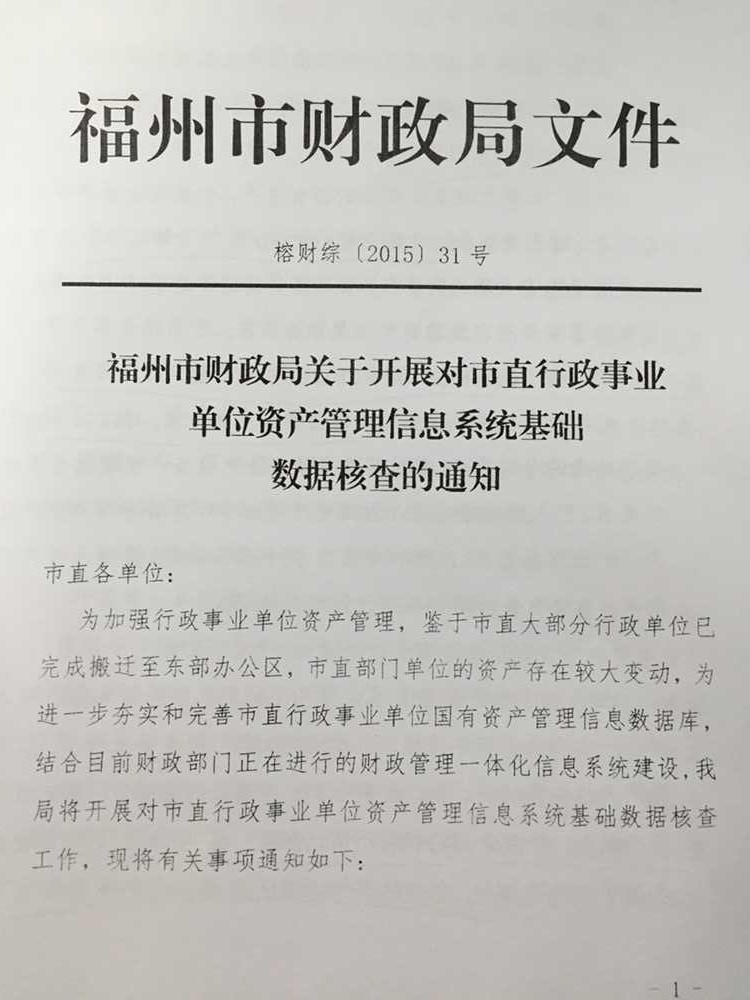 福州市财政局文件
榕财综〔2015〕31号
福州市财政局关于开展对市直行政事业
单位资产管理信息系统基础
数据核查的通知
市直各单位：
为加强行政事业单位资产管理，鉴于市直大部分行政单位已
完成搬迁至东部办公区，市直部门单位的资产存在较大变动，为
进一步夯实和完善市直行政事业单位国有资产管理信息数据库，
结合目前财政部门正在进行的财政管理一体化信息系统建设，我
局将开展对市直行政事业单位资产管理信息系统基础数据核查
工作，现将有关事项通知如下：
- 1 -